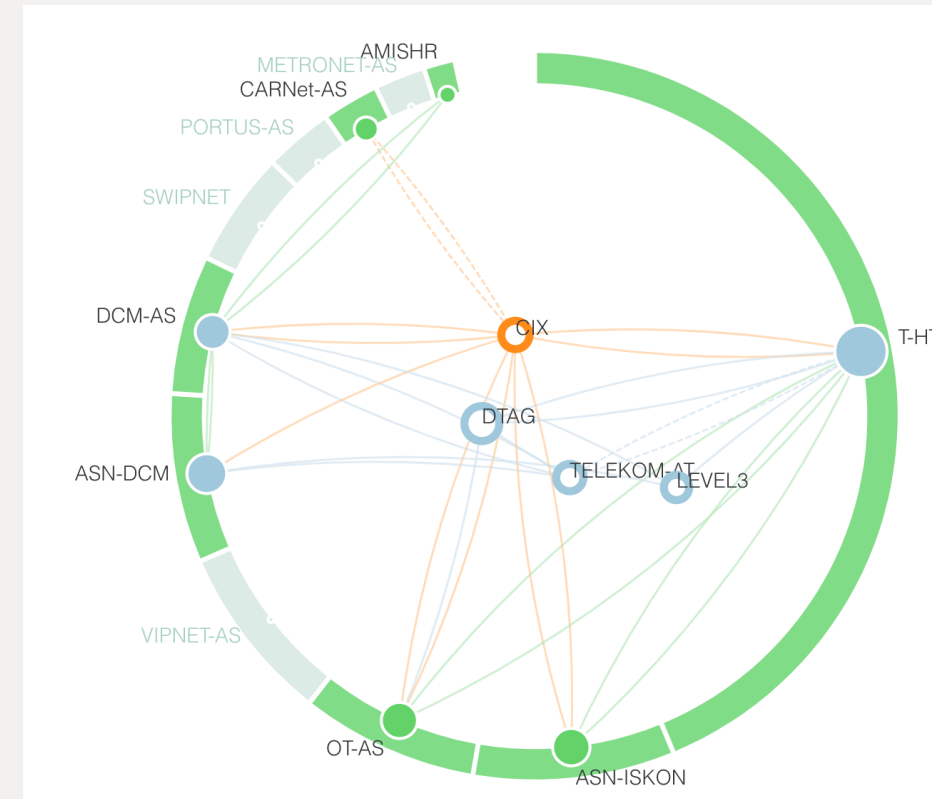 AMISHR
METRONET-AS
CARNet-AS
PORTUS-AS
SWIPNET
DCM-AS
CIX
T-HT
DTAG
ASN-DCM
TELEKOM-AT
LEVEL3
VIPNET-AS
OT-AS
ASN-ISKON